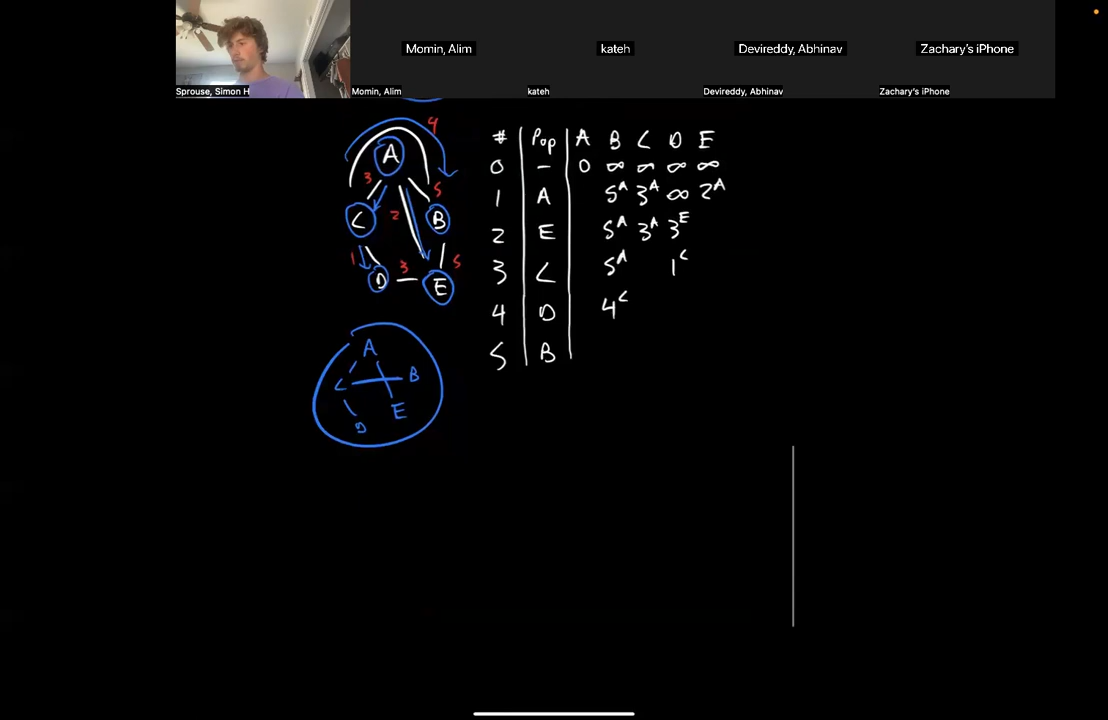 Momin, Alim
kateh
Devireddy, Abhinav
Zachary's iPhone
Sprouse, Simon H
Momin, Alim
kateh
Devireddy, Abhinav
Zachary's iPhone
4
A
3
5
2
C
B
1
3
5
D
E
# Pop A B C D E
0 – 0 ∞ ∞ ∞ ∞
1 A 5^A 3^A ∞ 2^A
2 E 5^A 3^A 3^E
3 C 5^A 1^C
4 D 4^C
5 B
A
C B
E
D